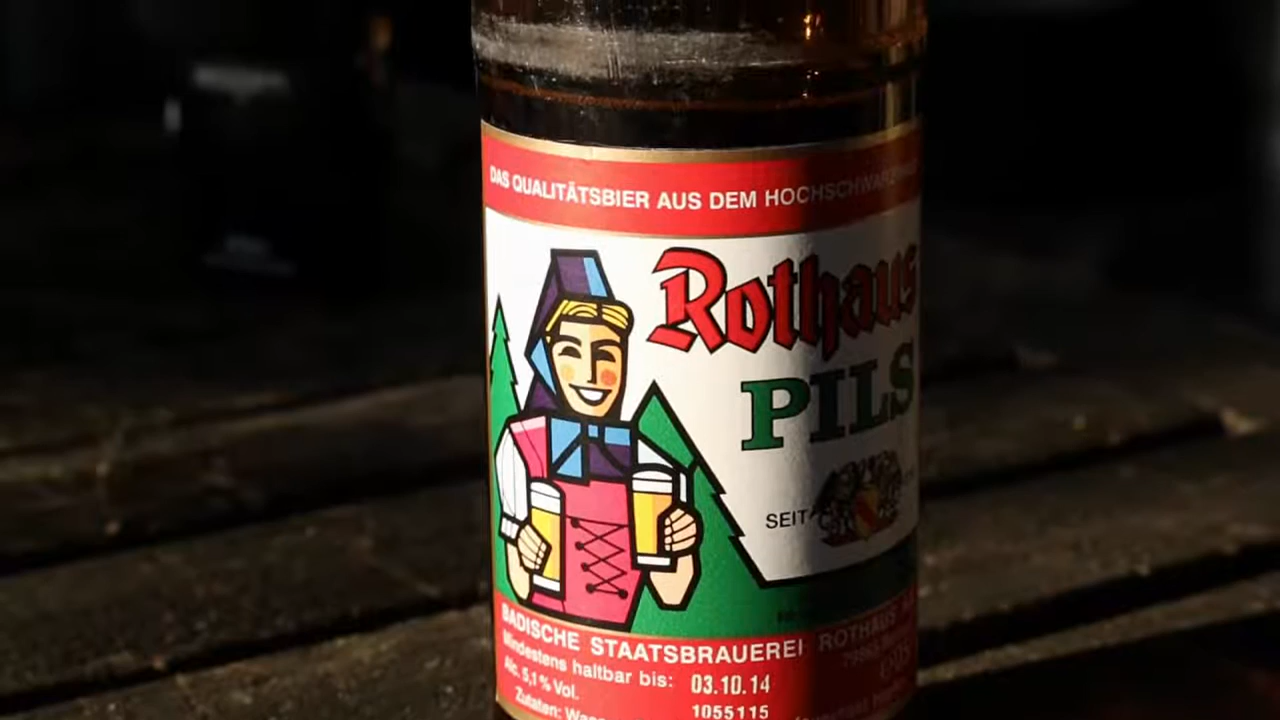 DAS QUALITÄTSBIER AUS DEM HOCHSCHWARZWALD
Rothaus
PILS
SEIT
BADISCHE STAATSBRAUEREI ROTHAUS
Mindestens haltbar bis: 03.10.14
Alc. 5,1% Vol. 1055115
Zutaten: